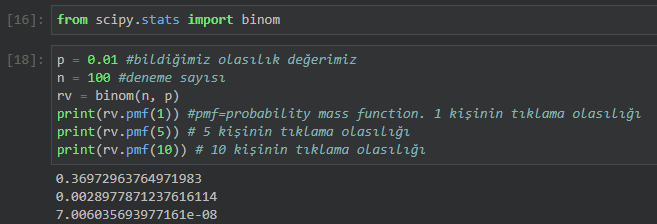 [16]: from scipy.stats import binom
[18]: p = 0.01 #bildiğimiz olasılık değerimiz
n = 100 #deneme sayısı
rv = binom(n, p)
print(rv.pmf(1)) #pmf=probability mass function. 1 kişinin tıklama olasılığı
print(rv.pmf(5)) # 5 kişinin tıklama olasılığı
print(rv.pmf(10)) # 10 kişinin tıklama olasılığı
0.36972963764971983
0.0028977871237616114
7.006035693977161e-08